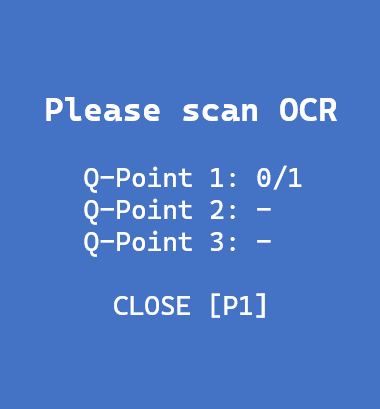 Please scan OCR
Q-Point 1: 0/1
Q-Point 2: -
Q-Point 3: -
CLOSE [P1]